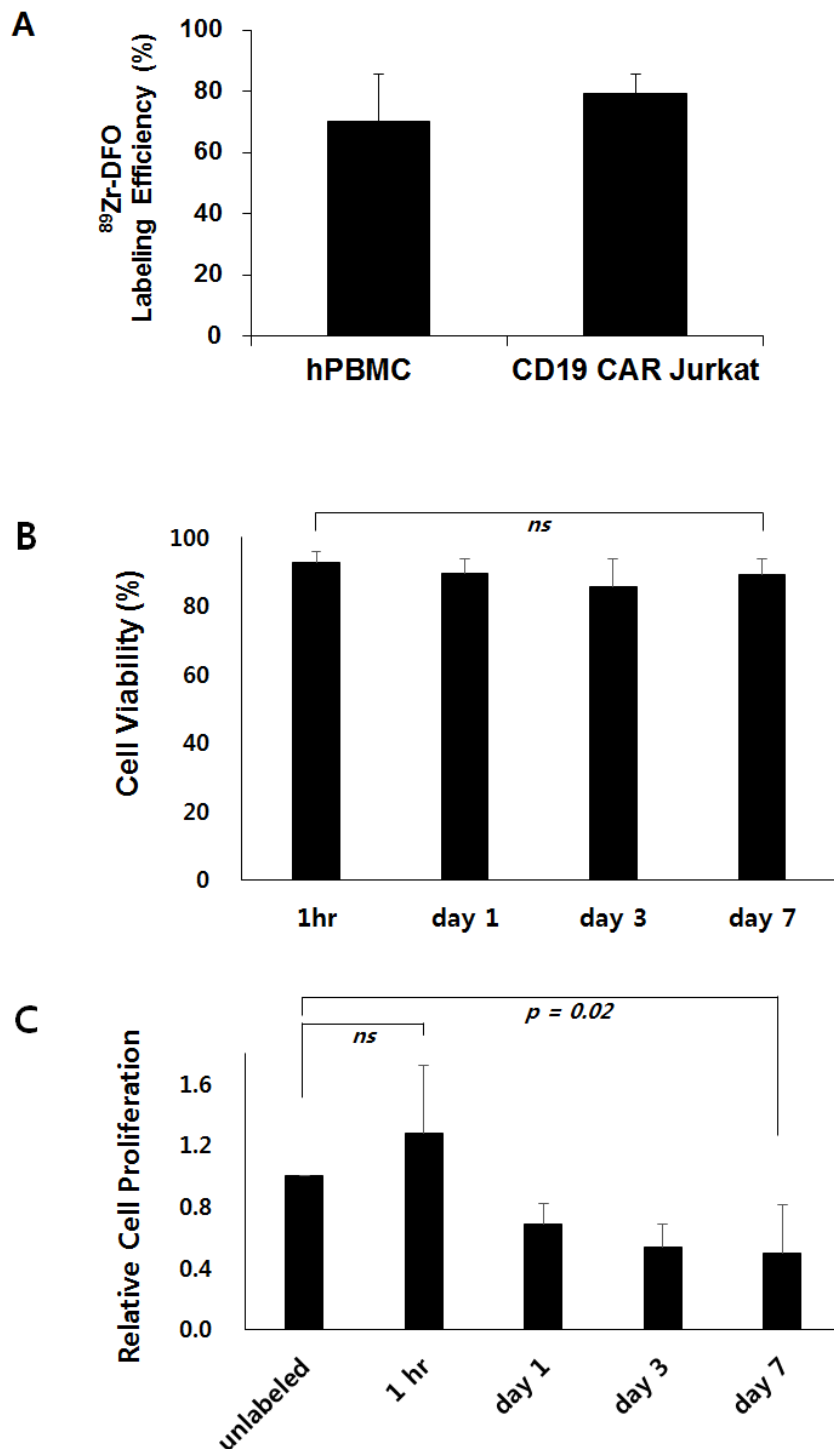 A
⁸⁹Zr-DFO
Labeling Efficiency (%)
100
80
60
40
20
0
hPBMC
CD19 CAR Jurkat
B
ns
Cell Viability (%)
100
80
60
40
20
0
1hr
day 1
day 3
day 7
C
p = 0.02
ns
Relative Cell Proliferation
1.6
1.2
0.8
0.4
0.0
unlabeled
1 hr
day 1
day 3
day 7